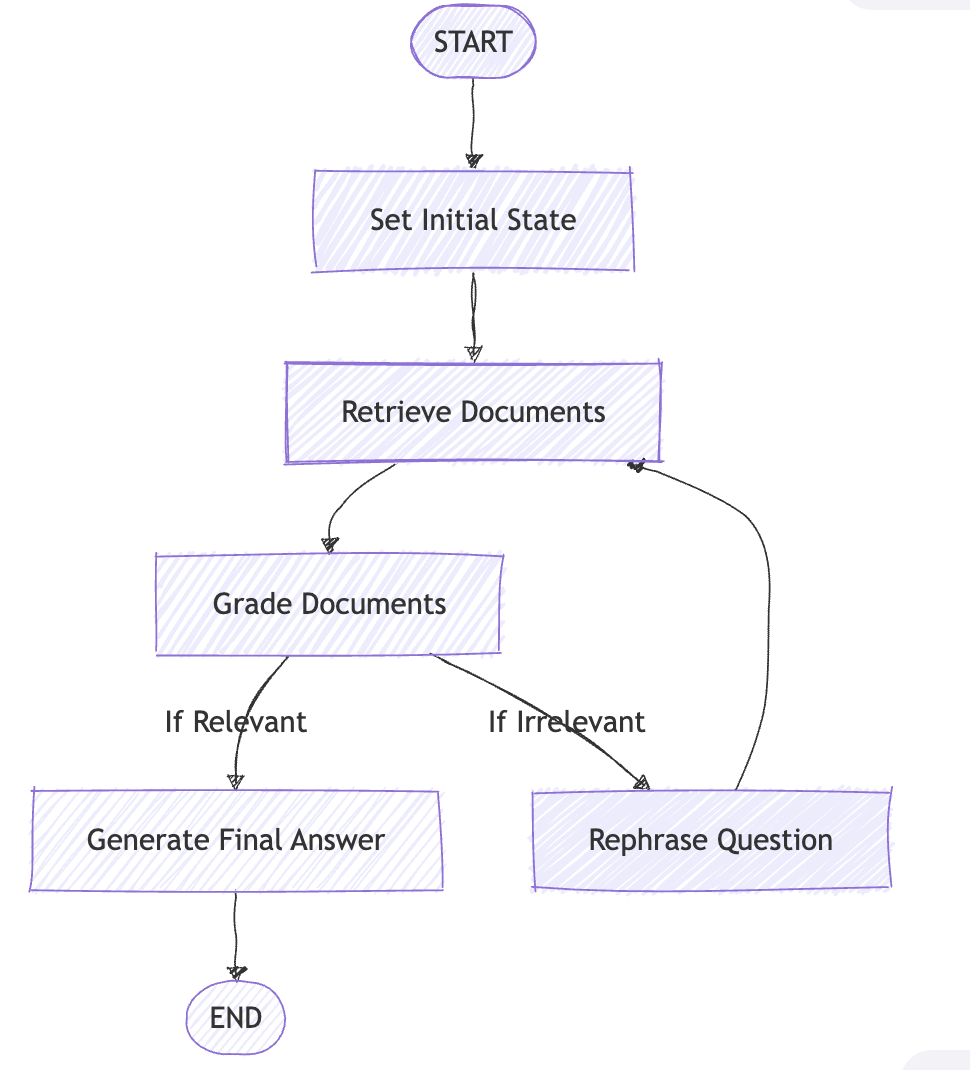 START
Set Initial State
Retrieve Documents
Grade Documents
If Relevant
If Irrelevant
Generate Final Answer
Rephrase Question
END